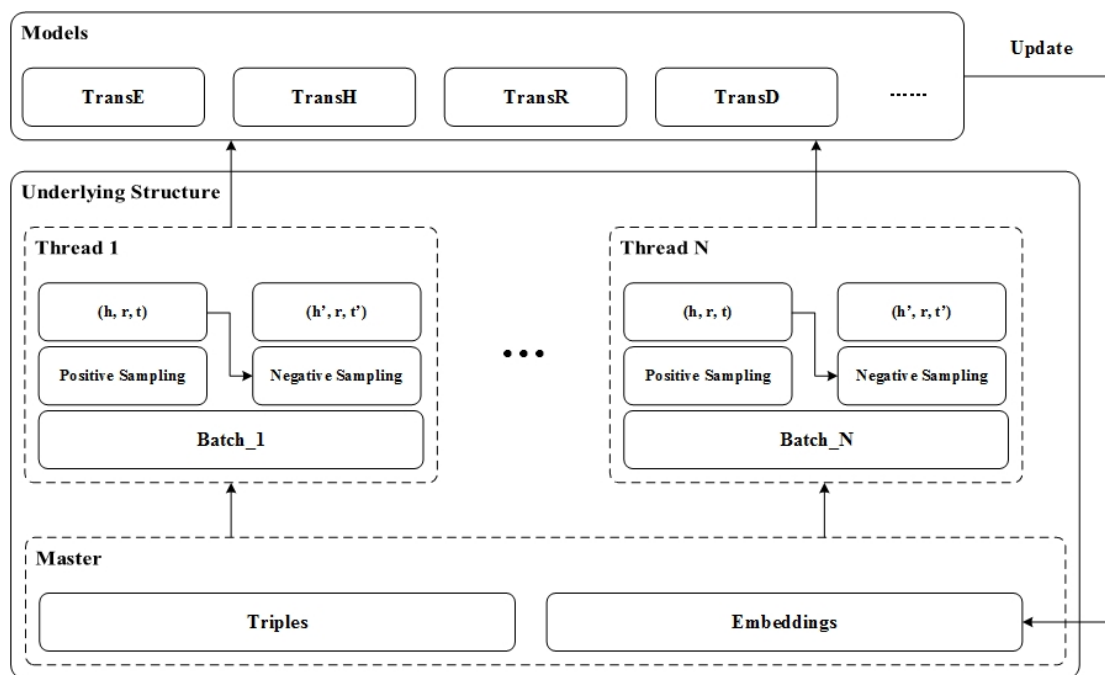 Models
Update
TransE
TransH
TransR
TransD
......
Underlying Structure
Thread 1
(h, r, t)
(h’, r, t’)
Positive Sampling
Negative Sampling
Batch_1
...
Thread N
(h, r, t)
(h’, r, t’)
Positive Sampling
Negative Sampling
Batch_N
Master
Triples
Embeddings